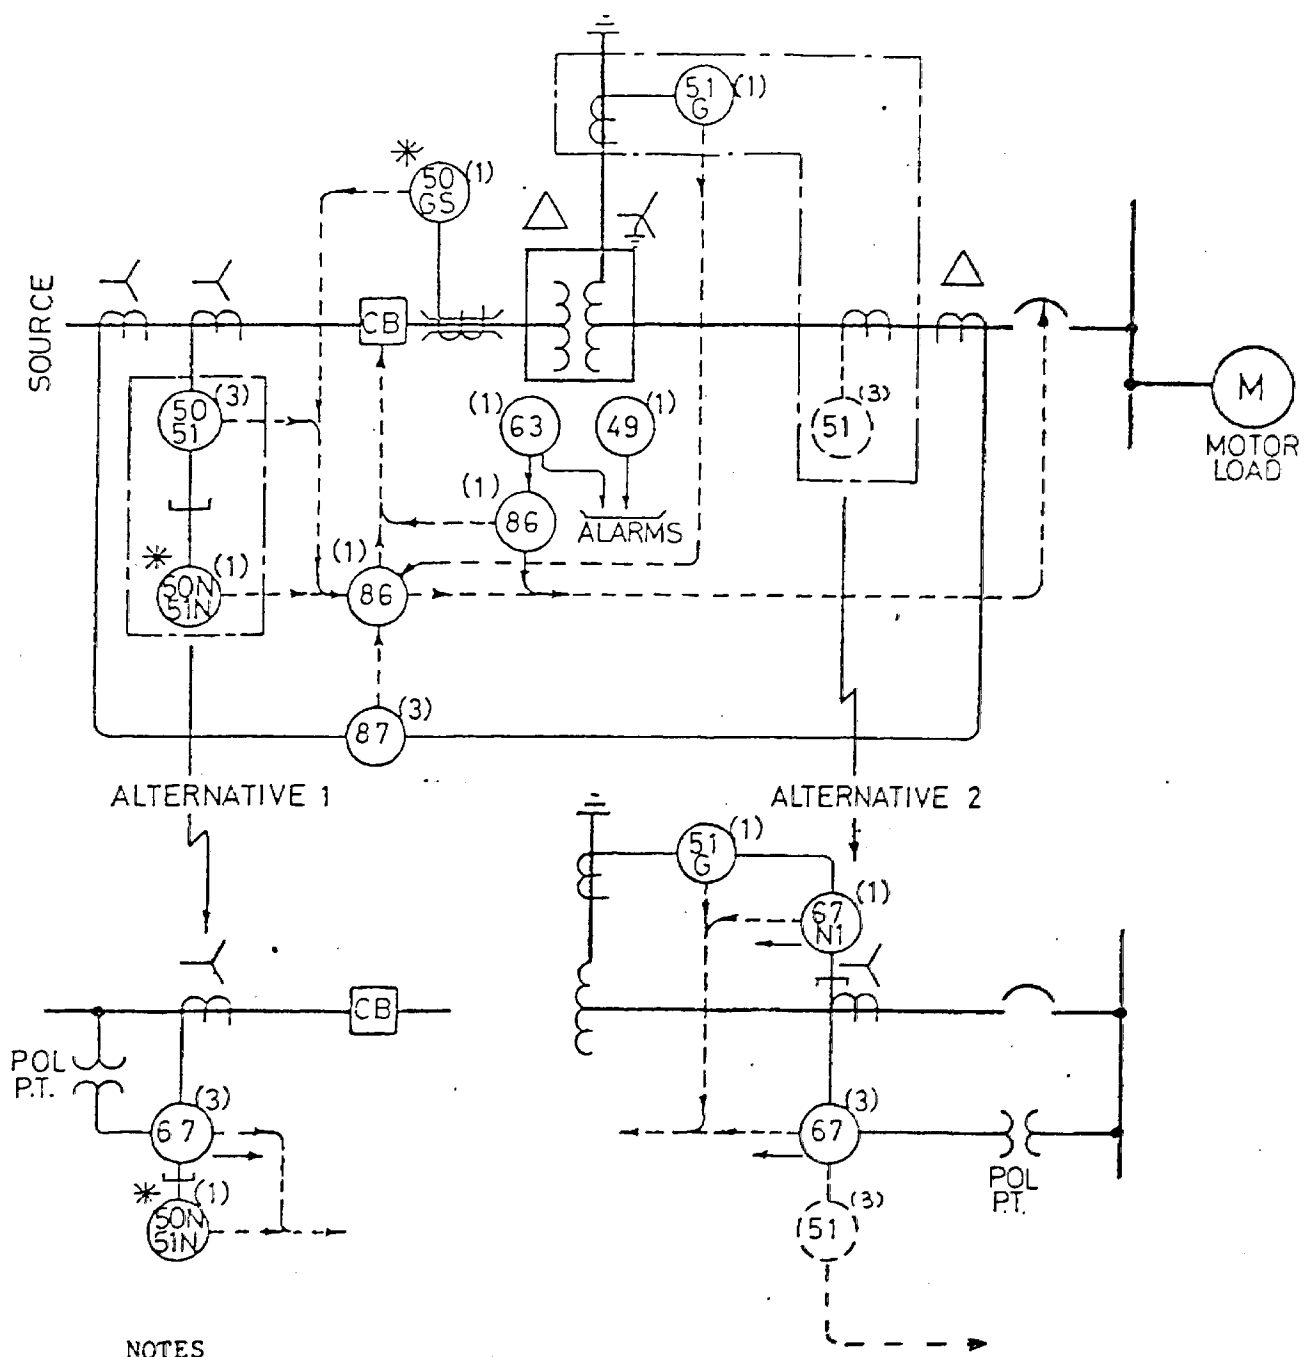 51
G
(1)
50
GS
(1)
SOURCE
CB
50
51
(3)
(1)
63
49
(1)
51
(3)
M
MOTOR
LOAD
(1)
86
ALARMS
50N
51N
(1)
(1)
86
87
(3)
ALTERNATIVE 1
ALTERNATIVE 2
51
G
(1)
67
N1
(1)
CB
POL
P.T.
67
(3)
50N
51N
(1)
67
(3)
POL
P.T.
51
(3)
NOTES